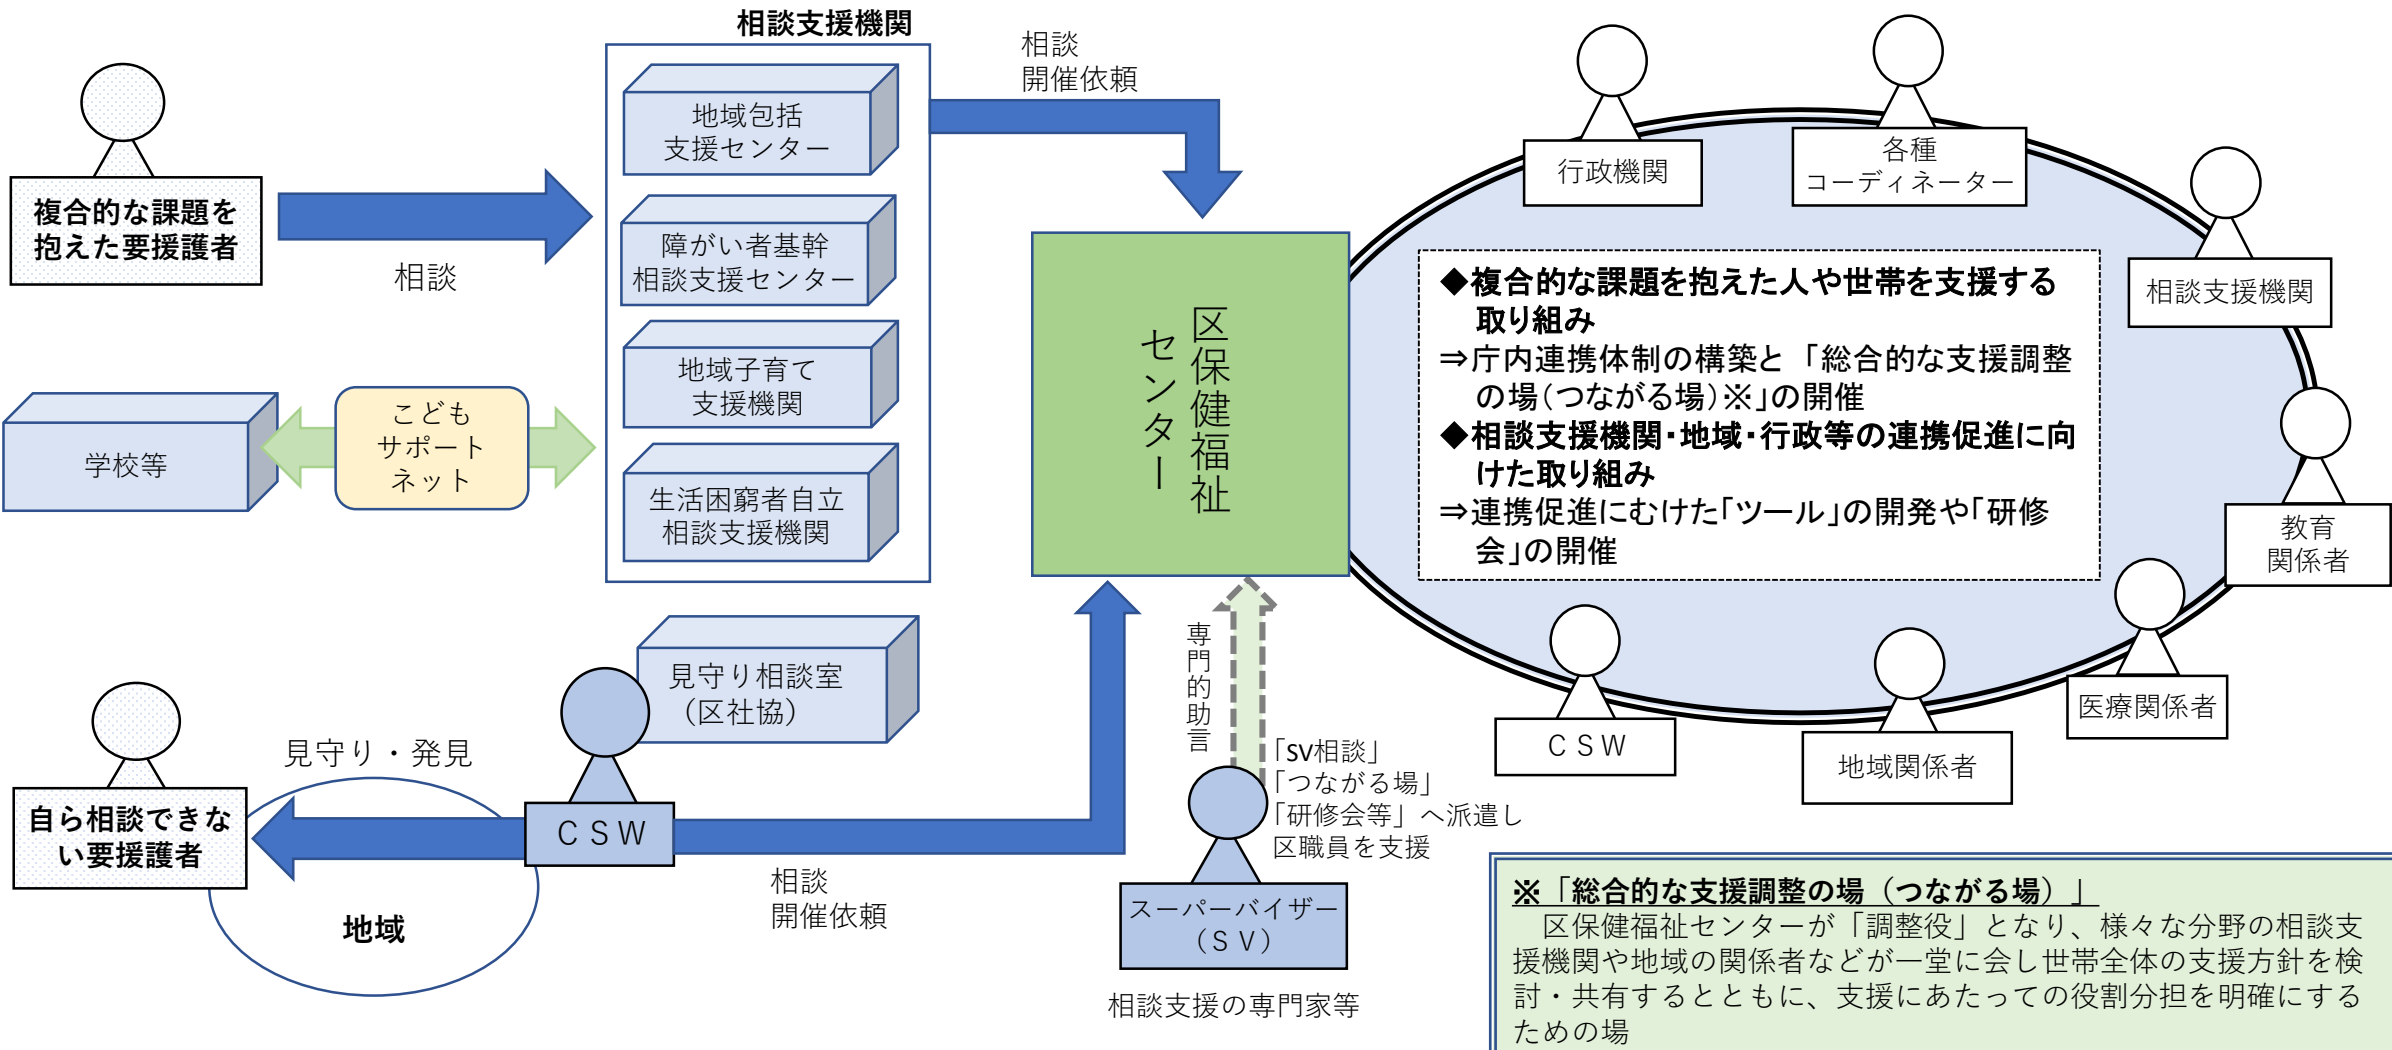 相談支援機関
相談
開催依頼
地域包括
支援センター
障がい者基幹
相談支援センター
地域子育て
支援機関
生活困窮者自立
相談支援機関
複合的な課題を
抱えた要援護者
相談
学校等
こども
サポート
ネット
区保健福祉
センター
行政機関
各種
コーディネーター
相談支援機関
教育
関係者
医療関係者
地域関係者
ＣＳＷ
◆複合的な課題を抱えた人や世帯を支援する
取り組み
⇒庁内連携体制の構築と「総合的な支援調整
の場(つながる場)※」の開催
◆相談支援機関・地域・行政等の連携促進に向
けた取り組み
⇒連携促進にむけた「ツール」の開発や「研修
会」の開催
見守り相談室
（区社協）
見守り・発見
自ら相談できな
い要援護者
ＣＳＷ
地域
相談
開催依頼
専門的助言
「SV相談」
「つながる場」
「研修会等」へ派遣し
区職員を支援
スーパーバイザー
（ＳＶ）
相談支援の専門家等
※「総合的な支援調整の場（つながる場）」
区保健福祉センターが「調整役」となり、様々な分野の相談支
援機関や地域の関係者などが一堂に会し世帯全体の支援方針を検
討・共有するとともに、支援にあたっての役割分担を明確にする
ための場